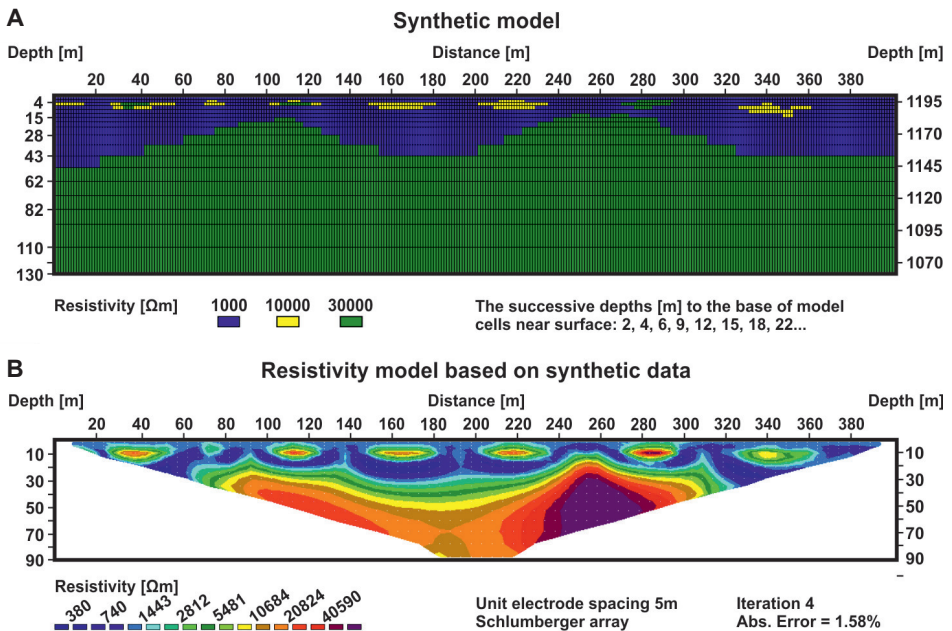 A
Synthetic model
Depth [m] Distance [m] Depth [m]
20 40 60 80 100 120 140 160 180 200 220 240 260 280 300 320 340 360 380
4 1195
15 1180
28 1170
43 1145
62 1120
82 1095
110 1070
130
Resistivity [Ωm] 1000 10000 30000
The successive depths [m] to the base of model
cells near surface: 2, 4, 6, 9, 12, 15, 18, 22...
B
Resistivity model based on synthetic data
Depth [m] Distance [m] Depth [m]
20 40 60 80 100 120 140 160 180 200 220 240 260 280 300 320 340 360 380
10 10
30 30
50 50
70 70
90 90
Resistivity [Ωm]
380 740 1443 2812 5481 10684 20824 40590
Unit electrode spacing 5m Iteration 4
Schlumberger array Abs. Error = 1.58%